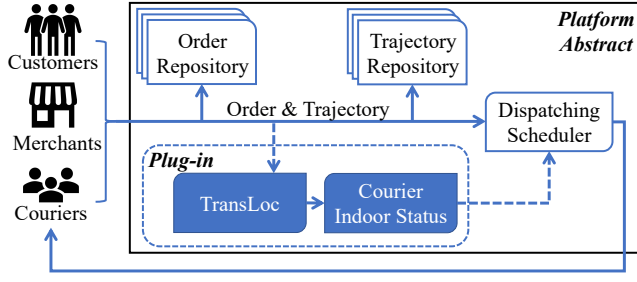 Customers
Merchants
Couriers
Platform
Abstract
Order
Repository
Trajectory
Repository
Order & Trajectory
Dispatching
Scheduler
Plug-in
TransLoc
Courier
Indoor Status